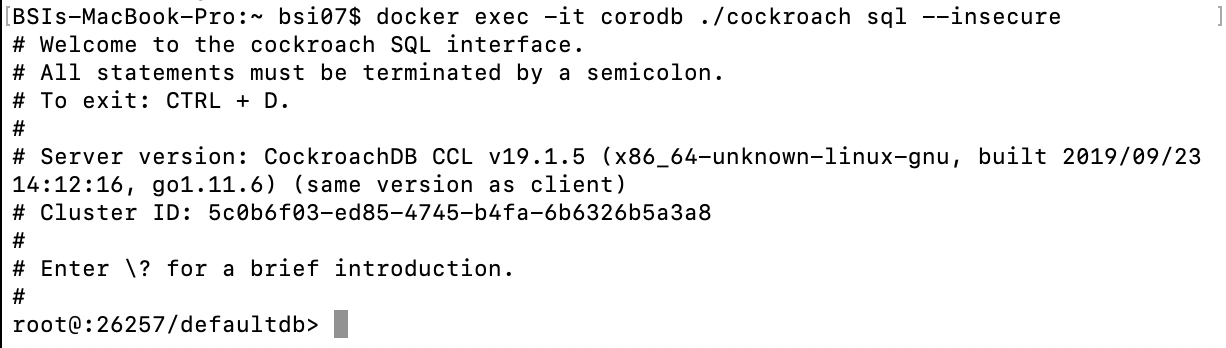 [BSIs-MacBook-Pro:~ bsi07$ docker exec -it corodb ./cockroach sql --insecure ]
# Welcome to the cockroach SQL interface.
# All statements must be terminated by a semicolon.
# To exit: CTRL + D.
#
# Server version: CockroachDB CCL v19.1.5 (x86_64-unknown-linux-gnu, built 2019/09/23
14:12:16, go1.11.6) (same version as client)
# Cluster ID: 5c0b6f03-ed85-4745-b4fa-6b6326b5a3a8
#
# Enter \? for a brief introduction.
#
root@:26257/defaultdb>